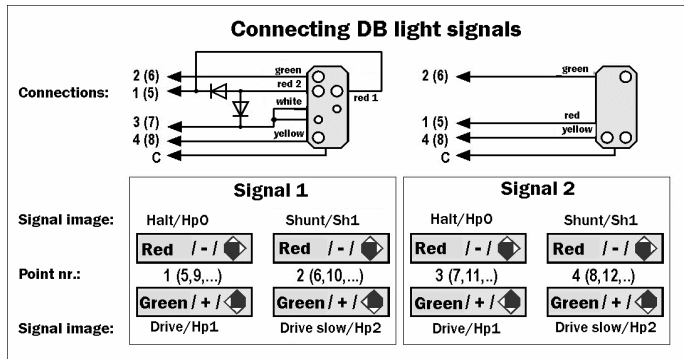 Connecting DB light signals
Connections:
2 (6)
1 (5)
3 (7)
4 (8)
C
green
red 2
white
yellow
red 1
2 (6)
1 (5)
4 (8)
C
green
red
yellow
Signal 1
Signal 2
Signal image: Halt/Hp0 Shunt/Sh1 Halt/Hp0 Shunt/Sh1
Red / - / Red / - / Red / - / Red / - /
Point nr.: 1 (5,9,...) 2 (6,10,...) 3 (7,11,..) 4 (8,12,..)
Green / + / Green / + / Green / + / Green / + /
Signal image: Drive/Hp1 Drive slow/Hp2 Drive/Hp1 Drive slow/Hp2